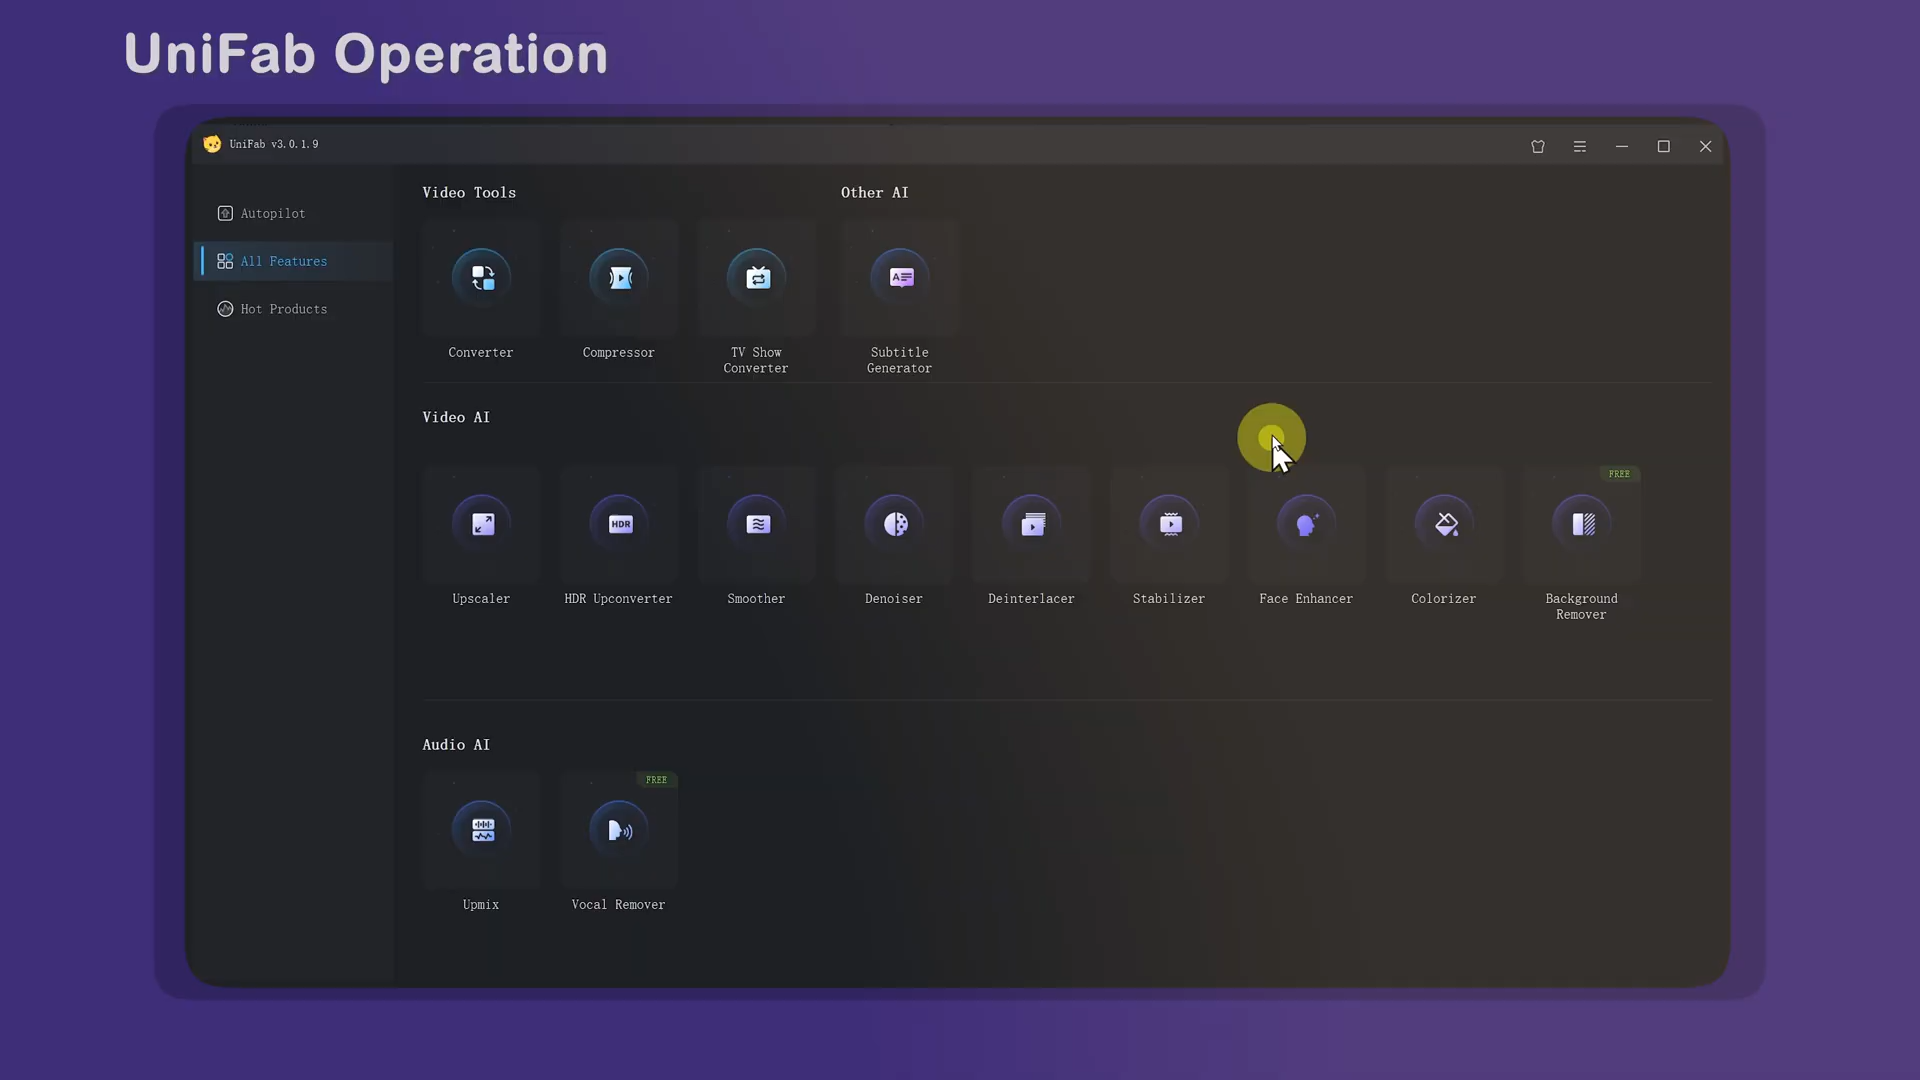 UniFab Operation
UniFab v3.0.1.9
Autopilot
All Features
Hot Products
Video Tools
Other AI
Converter
Compressor
TV Show
Converter
Subtitle
Generator
Video AI
FREE
HDR
Upscaler
HDR Upconverter
Smoother
Denoiser
Deinterlacer
Stabilizer
Face Enhancer
Colorizer
Background
Remover
Audio AI
FREE
Upmix
Vocal Remover